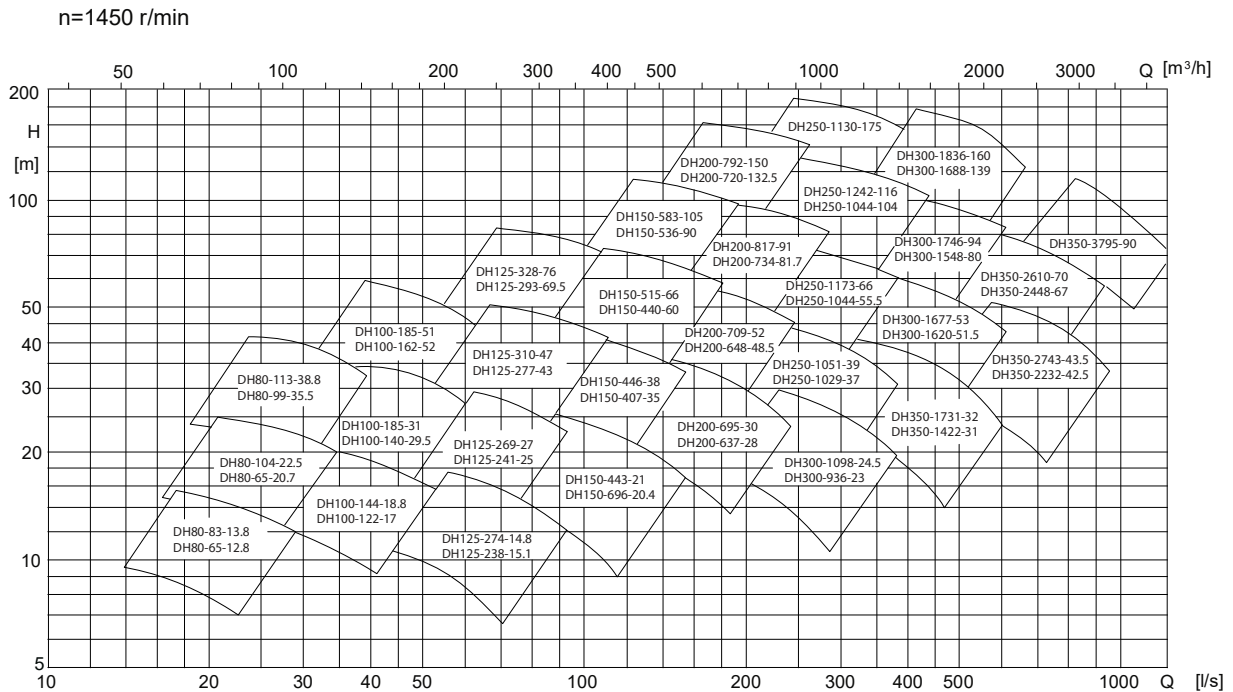 n=1450 r/min
50 100 200 300 400 500 1000 2000 3000 Q [m³/h]
200
H
[m]
100
50
40
30
20
10
5
DH250-1130-175
DH300-1836-160
DH300-1688-139
DH200-792-150
DH200-720-132.5
DH250-1242-116
DH250-1044-104
DH150-583-105
DH150-536-90
DH200-817-91
DH200-734-81.7
DH300-1746-94
DH300-1548-80
DH350-3795-90
DH125-328-76
DH125-293-69.5
DH150-515-66
DH150-440-60
DH250-1173-66
DH250-1044-55.5
DH350-2610-70
DH350-2448-67
DH100-185-51
DH100-162-52
DH200-709-52
DH200-648-48.5
DH300-1677-53
DH300-1620-51.5
DH125-310-47
DH125-277-43
DH250-1051-39
DH250-1029-37
DH350-2743-43.5
DH350-2232-42.5
DH80-113-38.8
DH80-99-35.5
DH150-446-38
DH150-407-35
DH100-185-31
DH100-140-29.5
DH200-695-30
DH200-637-28
DH350-1731-32
DH350-1422-31
DH125-269-27
DH125-241-25
DH80-104-22.5
DH80-65-20.7
DH150-443-21
DH150-696-20.4
DH300-1098-24.5
DH300-936-23
DH100-144-18.8
DH100-122-17
DH80-83-13.8
DH80-65-12.8
DH125-274-14.8
DH125-238-15.1
10 20 30 40 50 100 200 300 400 500 1000 Q [l/s]